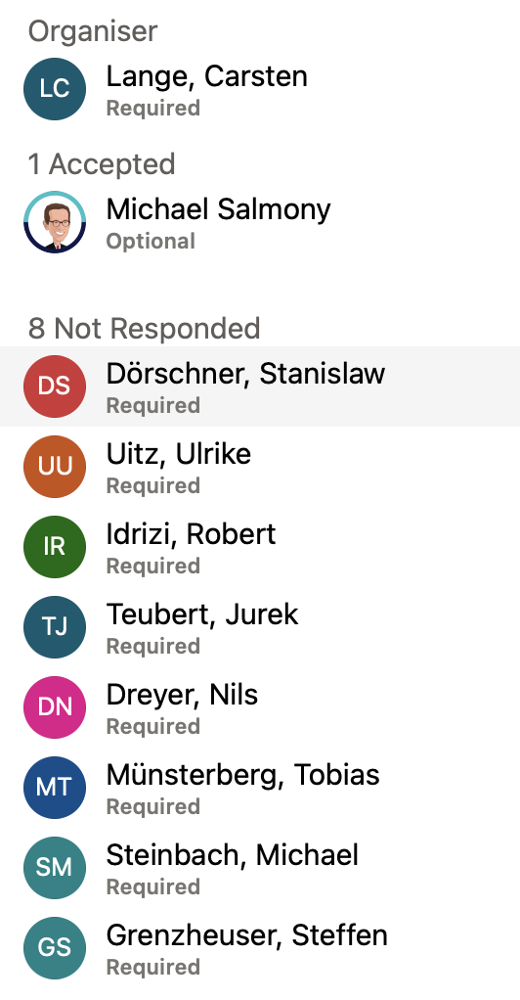 Organiser
LC
Lange, Carsten
Required
1 Accepted
Michael Salmony
Optional
8 Not Responded
DS
Dörschner, Stanislaw
Required
UU
Uitz, Ulrike
Required
IR
Idrizi, Robert
Required
TJ
Teubert, Jurek
Required
DN
Dreyer, Nils
Required
MT
Münsterberg, Tobias
Required
SM
Steinbach, Michael
Required
GS
Grenzheuser, Steffen
Required